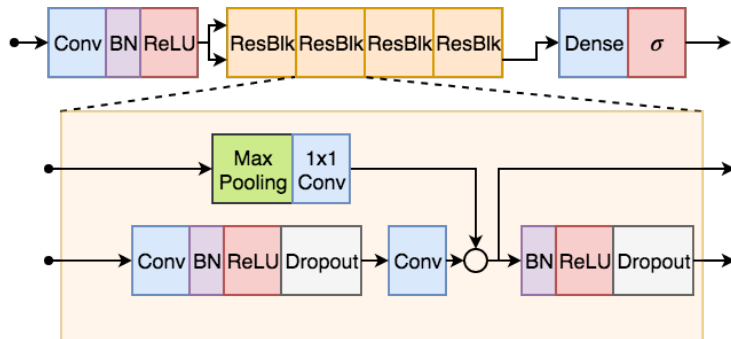 Conv BN ReLU ResBlk ResBlk ResBlk ResBlk Dense σ
Max Pooling 1x1 Conv
Conv BN ReLU Dropout Conv BN ReLU Dropout